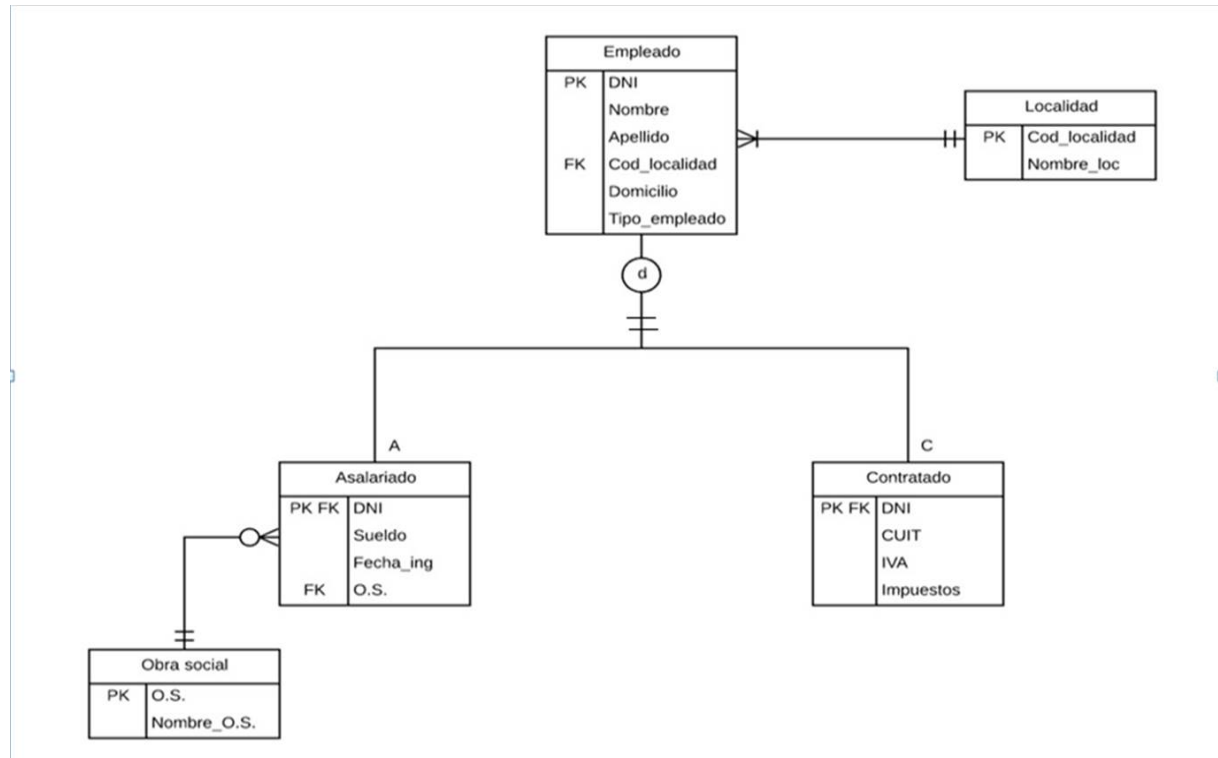 Empleado
PK DNI
Nombre
Apellido
FK Cod_localidad
Domicilio
Tipo_empleado
Localidad
PK Cod_localidad
Nombre_loc
d
A
C
Asalariado
PK FK DNI
Sueldo
Fecha_ing
FK O.S.
Contratado
PK FK DNI
CUIT
IVA
Impuestos
Obra social
PK O.S.
Nombre_O.S.